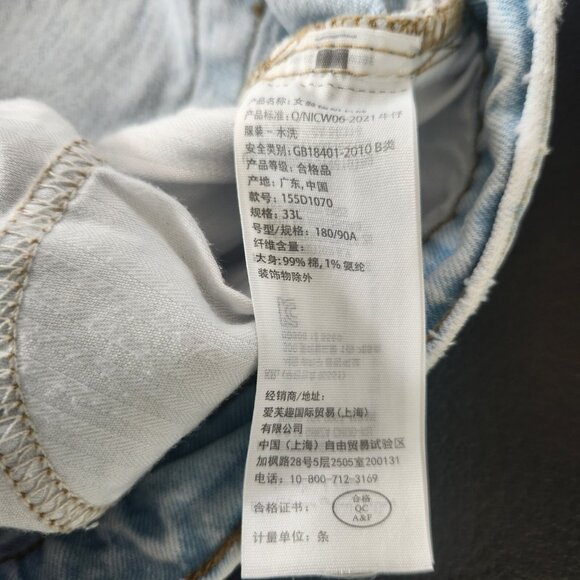 产品名称: 女
产品标准: Q/NICW06-2021 牛仔
服装 - 水洗
安全类别: GB18401-2010 B类
产品等级: 合格品
产地: 广东, 中国
款号: 155D1070
规格: 33L
号型/规格: 180/90A
纤维含量:
大身: 99% 棉, 1% 氨纶
装饰物除外
经销商/地址:
爱芙趣国际贸易(上海)
有限公司
中国 (上海) 自由贸易试验区
加枫路28号5层2505室200131
电话: 10-800-712-3169
合格证书:
合格
QC
A&F
计量单位: 条